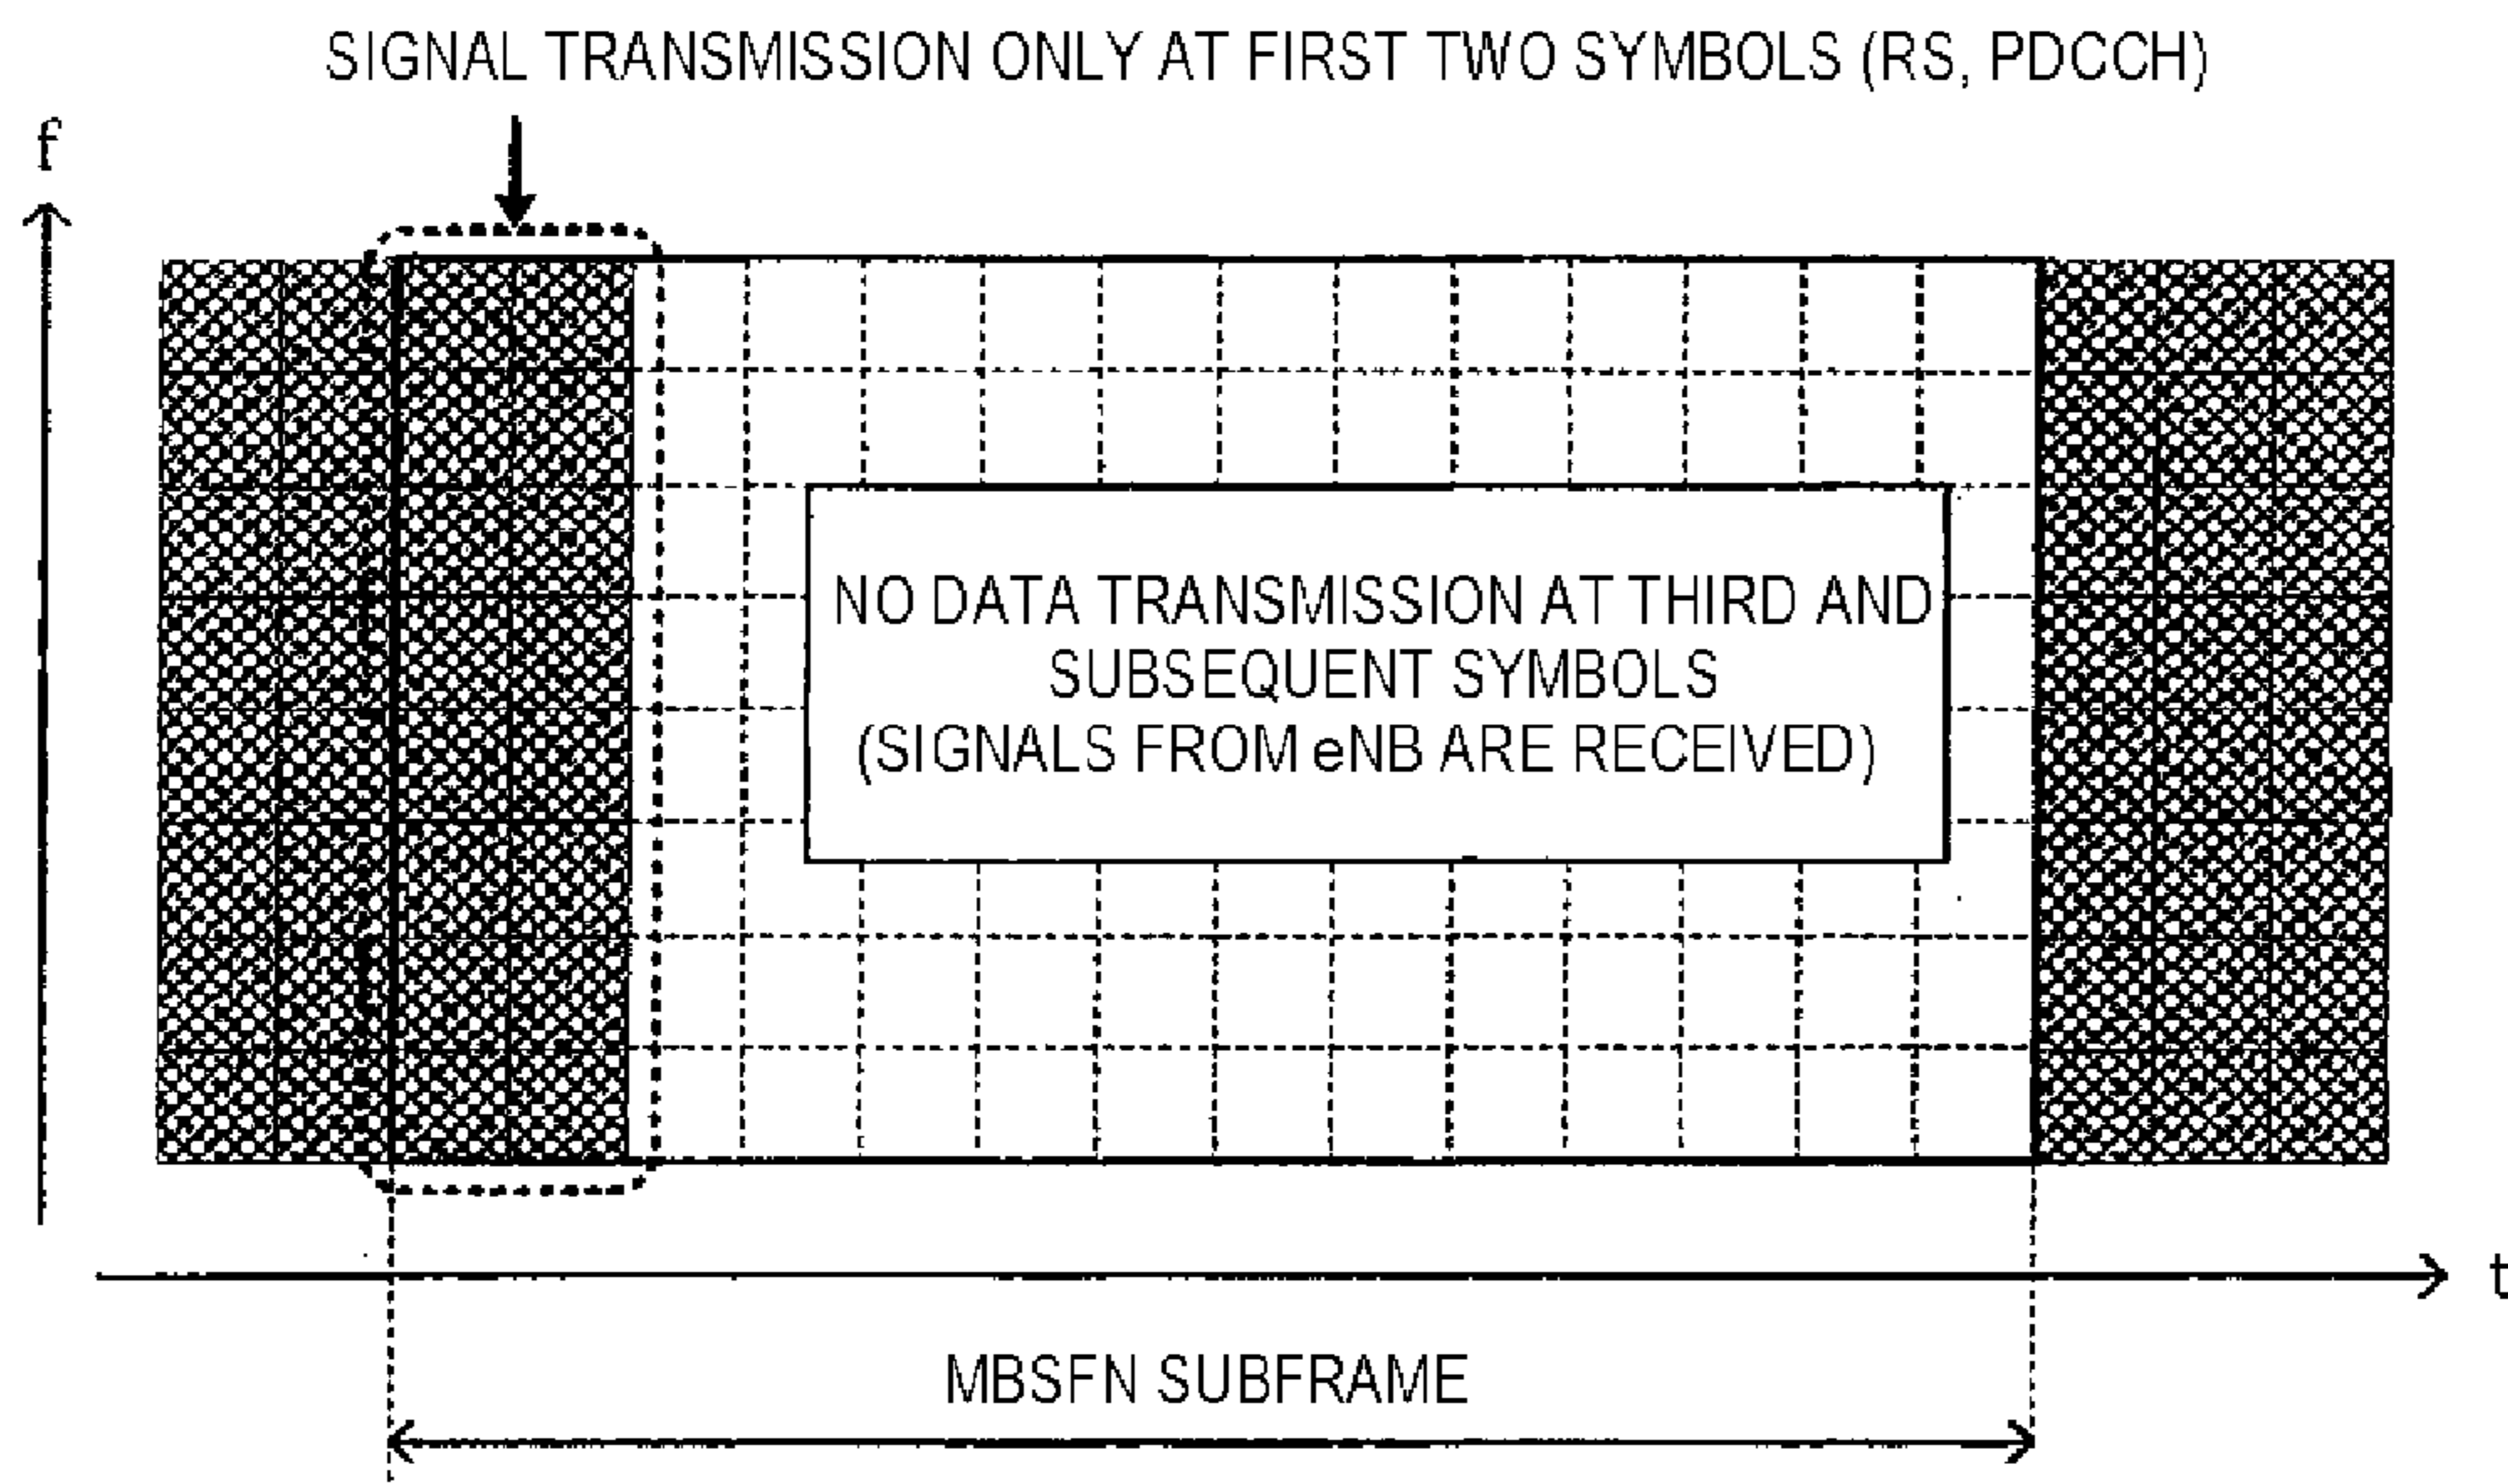 SIGNAL TRANSMISSION ONLY AT FIRST TWO SYMBOLS (RS, PDCCH)
f
NO DATA TRANSMISSION AT THIRD AND
SUBSEQUENT SYMBOLS
(SIGNALS FROM eNB ARE RECEIVED)
t
MBSFN SUBFRAME